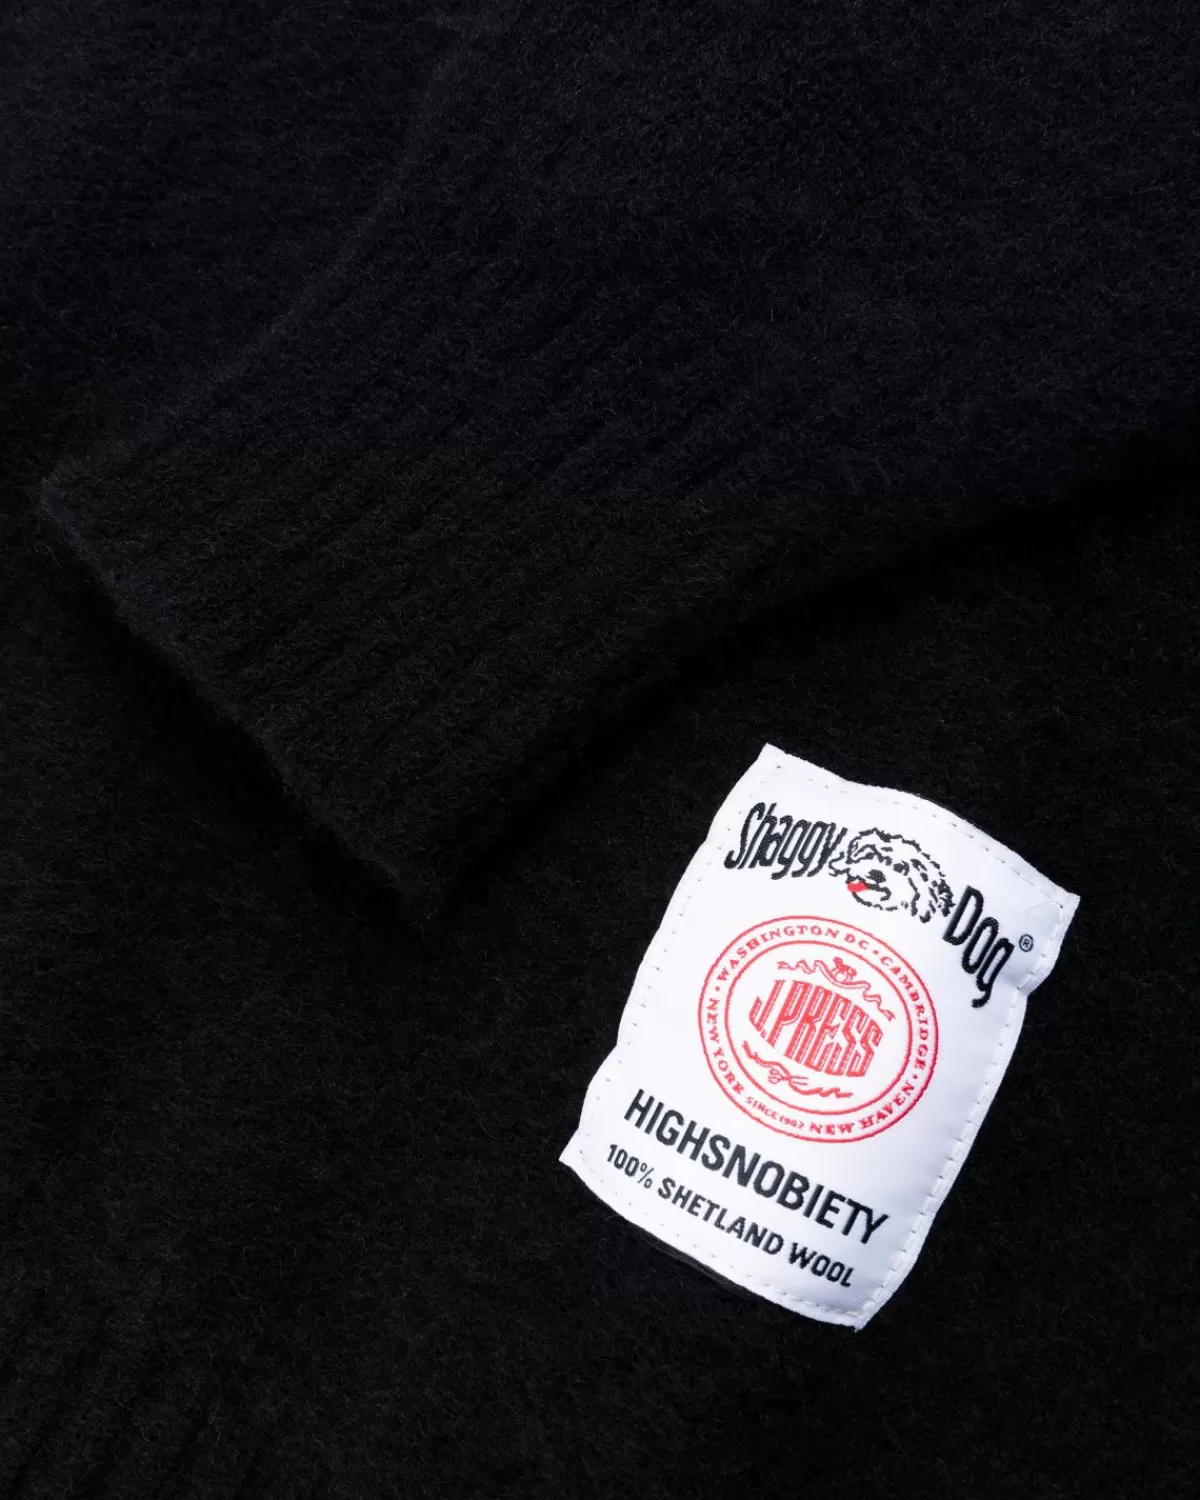 Shaggy Dog®
WASHINGTON DC • CAMBRIDGE • NEW HAVEN
SINCE 1902
NEW YORK •
J.PRESS
HIGHSNOBIETY
100% SHETLAND WOOL